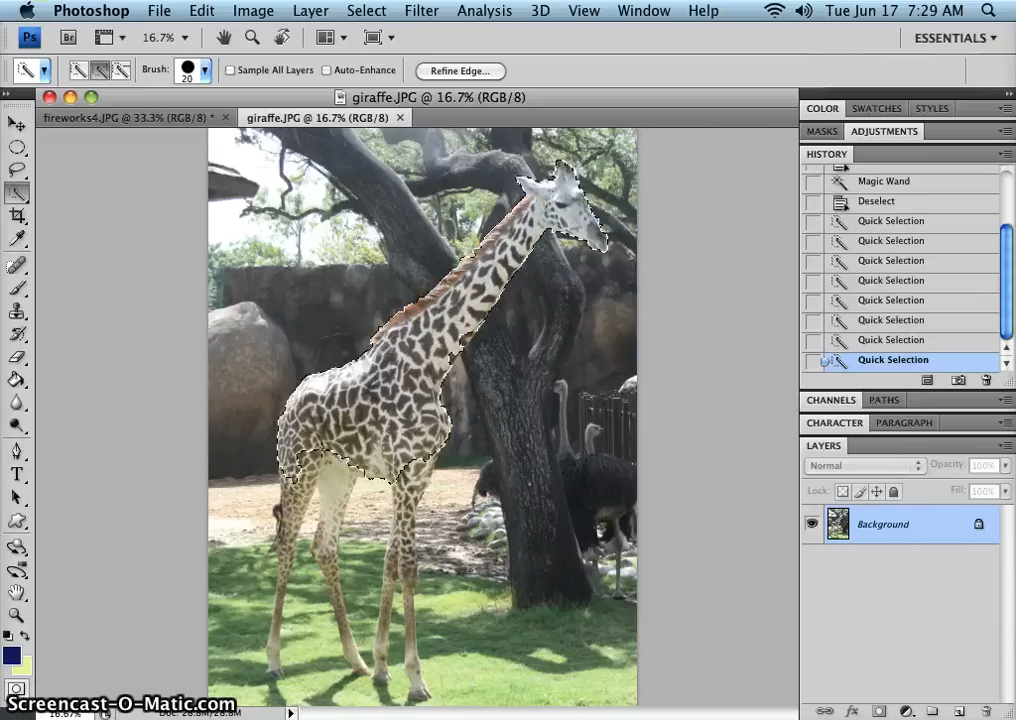 Photoshop File Edit Image Layer Select Filter Analysis 3D View Window Help Tue Jun 17 7:29 AM
Ps Br 16.7% ESSENTIALS
Brush: 20 Sample All Layers Auto-Enhance Refine Edge...
giraffe.JPG @ 16.7% (RGB/8)
fireworks4.JPG @ 33.3% (RGB/8) * giraffe.JPG @ 16.7% (RGB/8)
COLOR SWATCHES STYLES
MASKS ADJUSTMENTS
HISTORY
Magic Wand
Deselect
Quick Selection
Quick Selection
Quick Selection
Quick Selection
Quick Selection
Quick Selection
Quick Selection
Quick Selection
CHANNELS PATHS
CHARACTER PARAGRAPH
LAYERS
Normal Opacity: 100%
Lock: Fill: 100%
Background
T
fx
Screencast-O-Matic.com